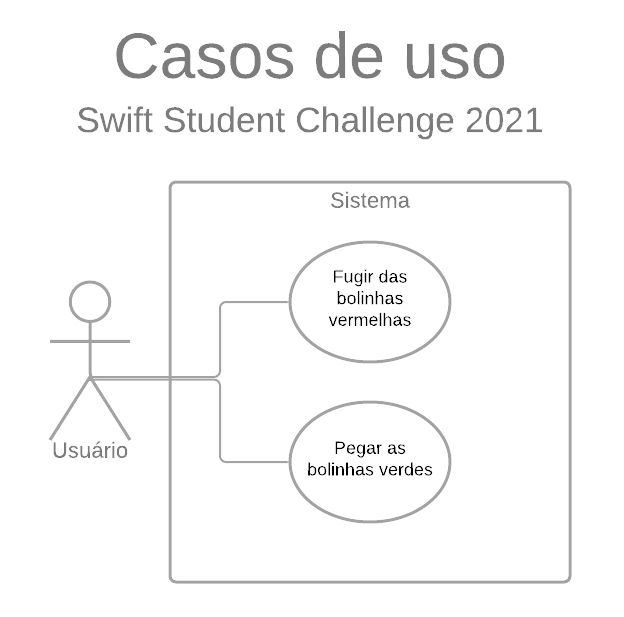 Casos de uso
Swift Student Challenge 2021
Sistema
Fugir das
bolinhas
vermelhas
Usuário
Pegar as
bolinhas verdes